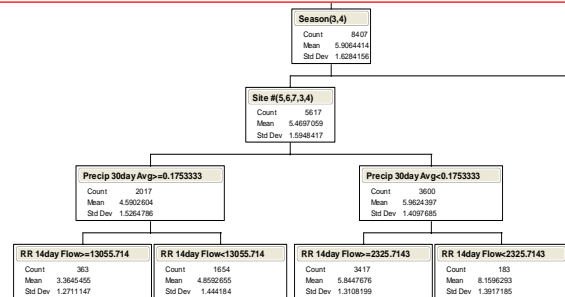 Season(3,4)
Count 8407
Mean 5.9064414
Std Dev 1.6284156
Site #(5,6,7,3,4)
Count 5617
Mean 5.4697059
Std Dev 1.5948417
Precip 30day Avg>=0.1753333
Count 2017
Mean 4.5902604
Std Dev 1.5264786
Precip 30day Avg<0.1753333
Count 3600
Mean 5.9624397
Std Dev 1.4097685
RR 14day Flow>=13055.714
Count 363
Mean 3.3645455
Std Dev 1.2711147
RR 14day Flow<13055.714
Count 1654
Mean 4.8592655
Std Dev 1.444184
RR 14day Flow>=2325.7143
Count 3417
Mean 5.8447676
Std Dev 1.3108199
RR 14day Flow<2325.7143
Count 183
Mean 8.1596293
Std Dev 1.3917185